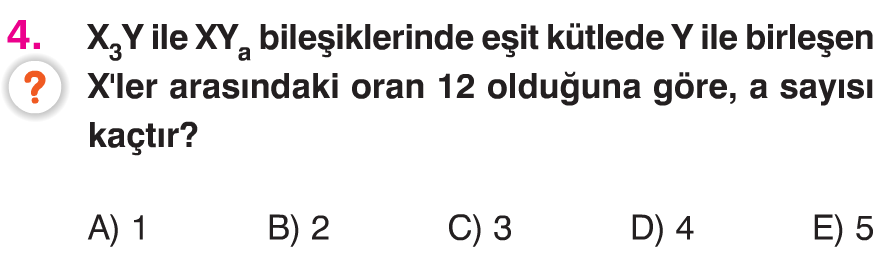 4. X₃Y ile XYₐ bileşiklerinde eşit kütlede Y ile birleşen
? X'ler arasındaki oran 12 olduğuna göre, a sayısı
kaçtır?
A) 1 B) 2 C) 3 D) 4 E) 5